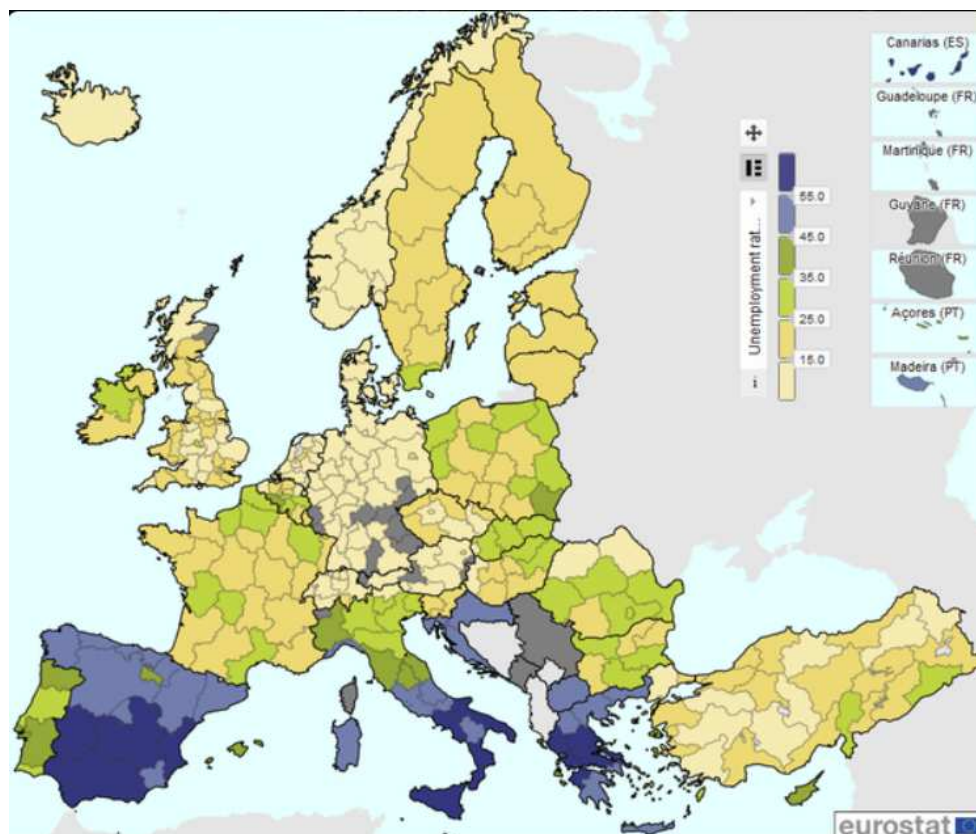 Canarias (ES)
Guadeloupe (FR)
Martinique (FR)
Guyane (FR)
Réunion (FR)
Açores (PT)
Madeira (PT)
55.0
45.0
35.0
25.0
15.0
Unemployment rat...
i
eurostat